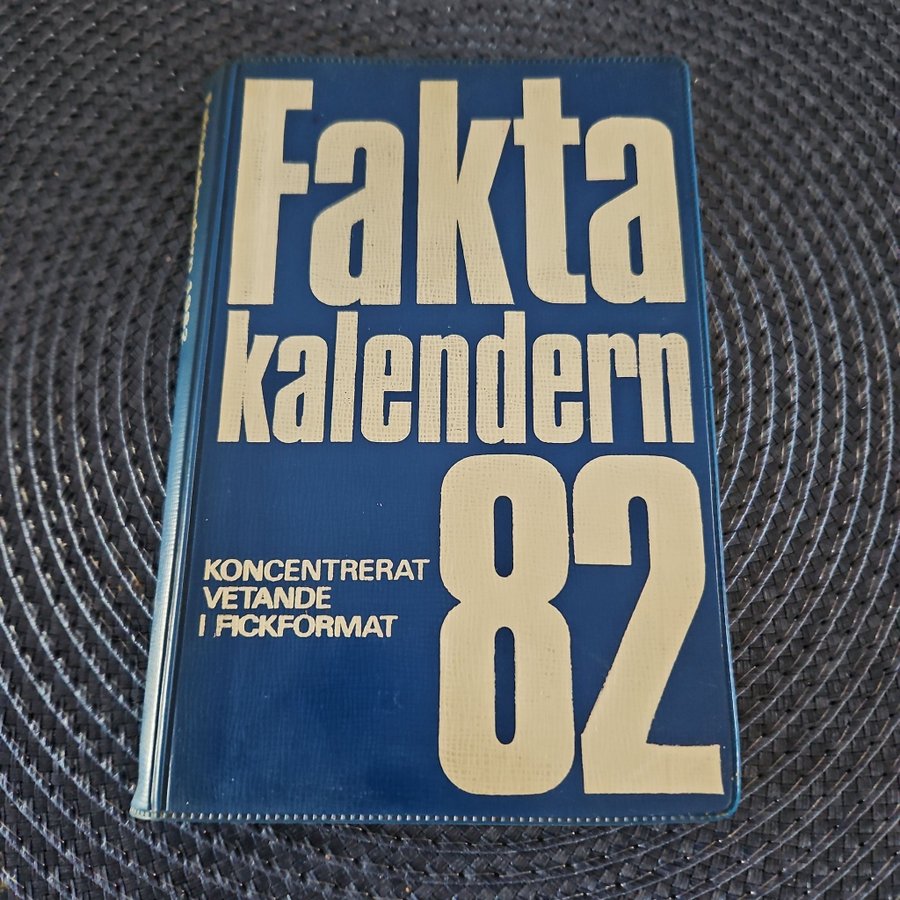 Fakta
kalendern
82
KONCENTRERAT
VETANDE
I FICKFORMAT